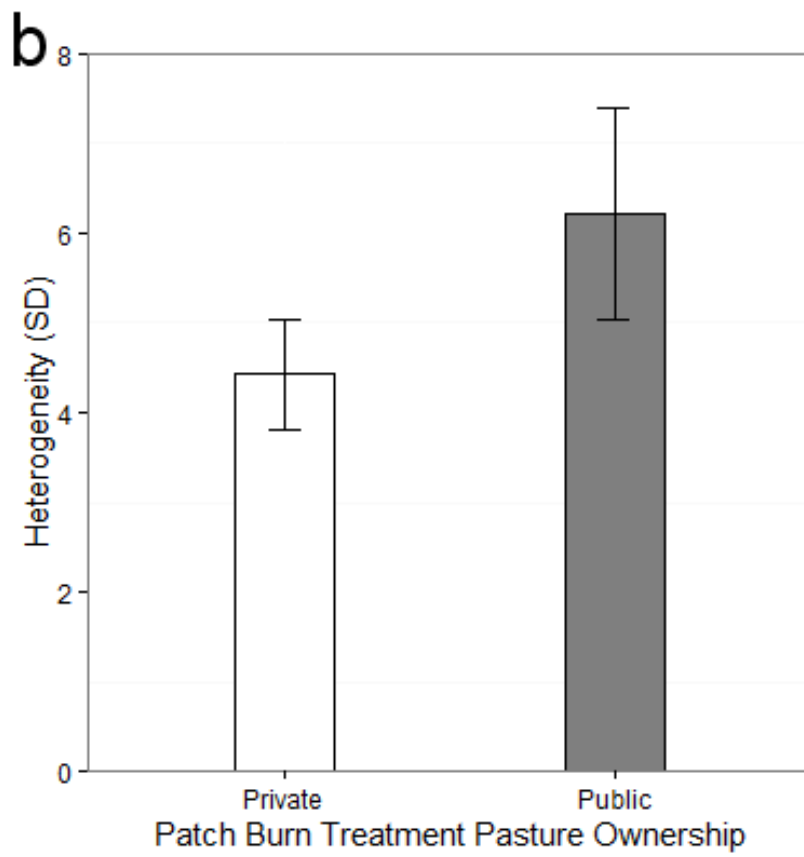 b
8
6
4
2
0
Heterogeneity (SD)
Private Public
Patch Burn Treatment Pasture Ownership